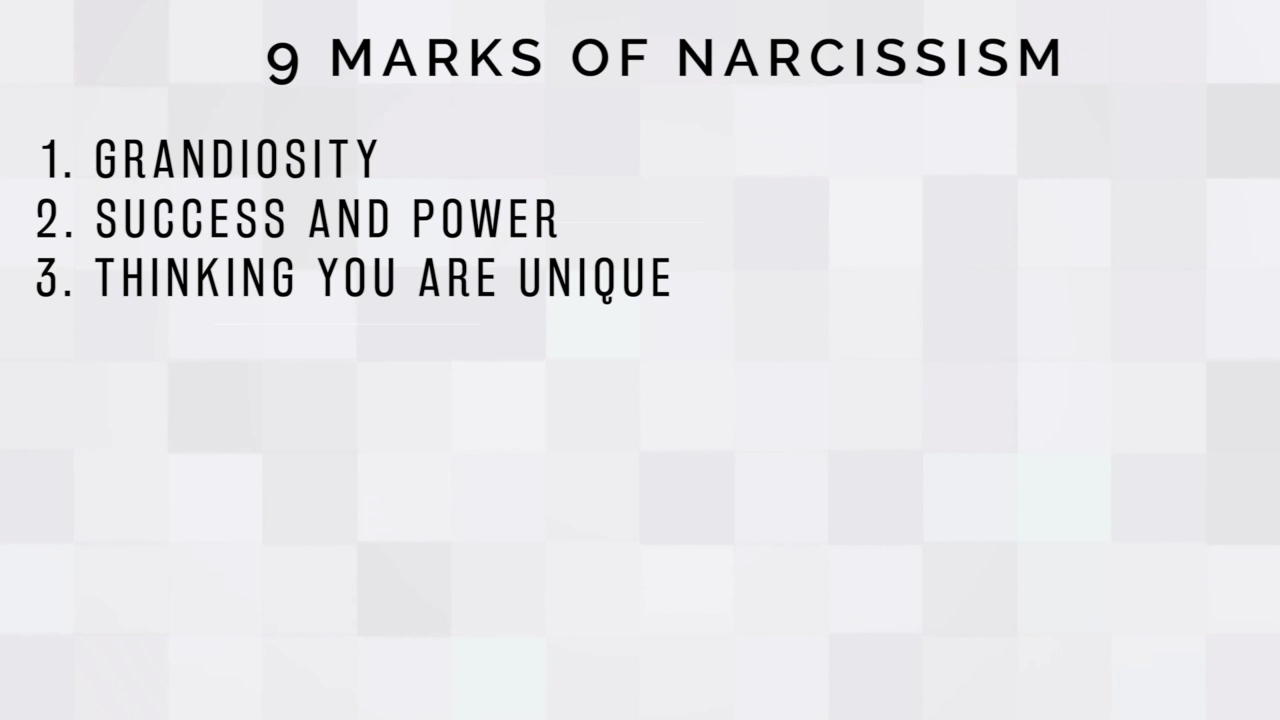 9 MARKS OF NARCISSISM
1. GRANDIOSITY
2. SUCCESS AND POWER
3. THINKING YOU ARE UNIQUE